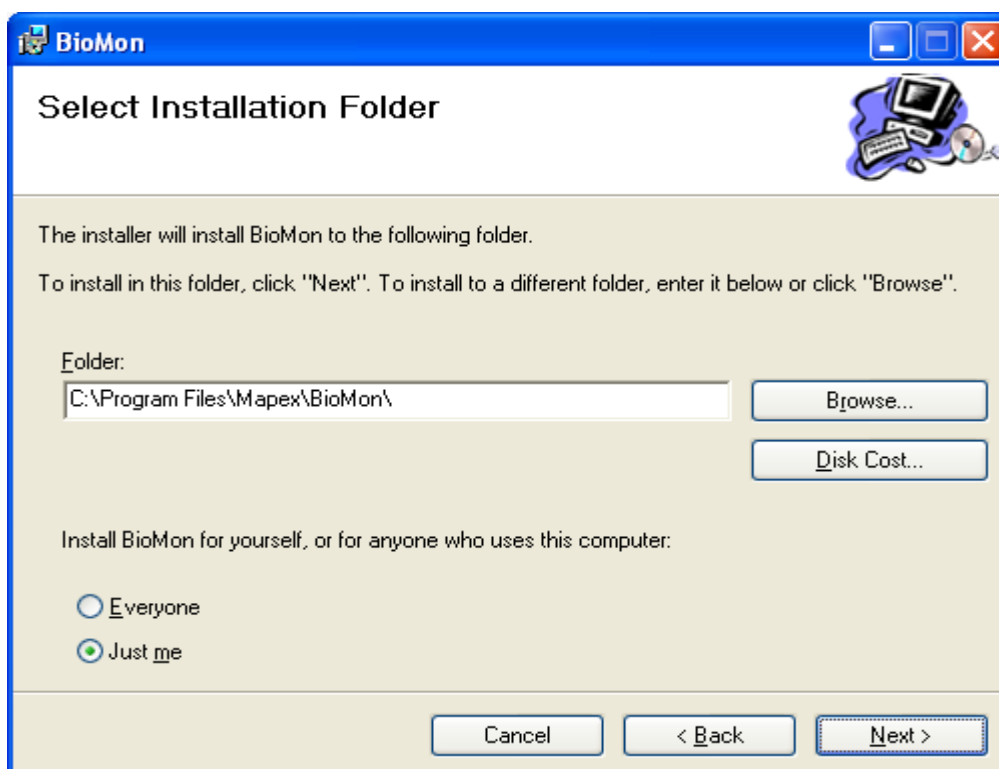 BioMon
Select Installation Folder
The installer will install BioMon to the following folder.
To install in this folder, click "Next". To install to a different folder, enter it below or click "Browse".
Folder:
C:\Program Files\Mapex\BioMon\
Browse...
Disk Cost...
Install BioMon for yourself, or for anyone who uses this computer:
Everyone
Just me
Cancel
< Back
Next >